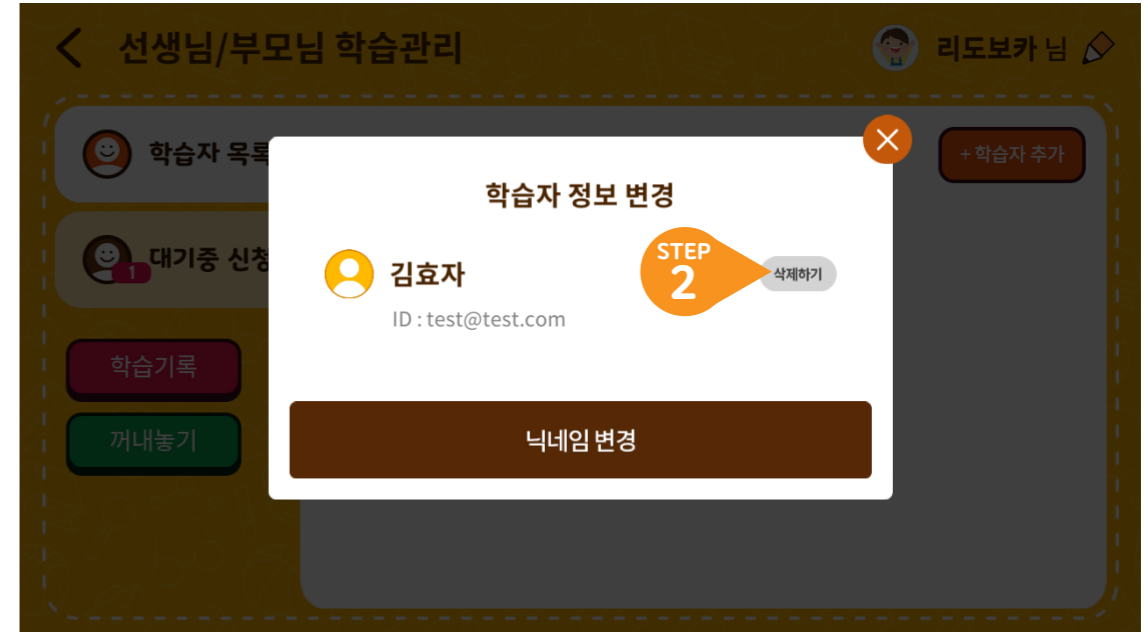 선생님/부모님 학습관리
리도보카 님
학습자 목록
+ 학습자 추가
대기중 신청
1
학습기록
꺼내놓기
학습자 정보 변경
김효자
ID : test@test.com
STEP
2
삭제하기
닉네임 변경